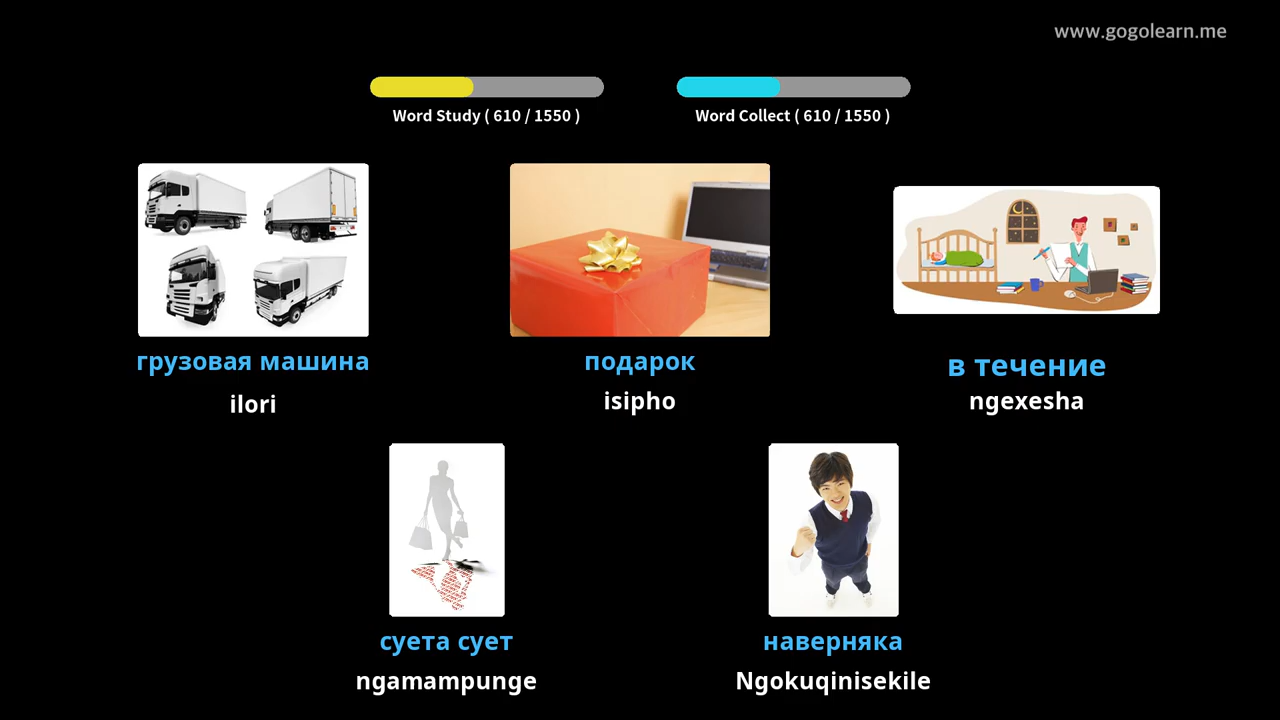 www.gogolearn.me
Word Study ( 610 / 1550 )
Word Collect ( 610 / 1550 )
грузовая машина
ilori
подарок
isipho
в течение
ngexesha
суета сует
ngamampunge
наверняка
Ngokuqinisekile